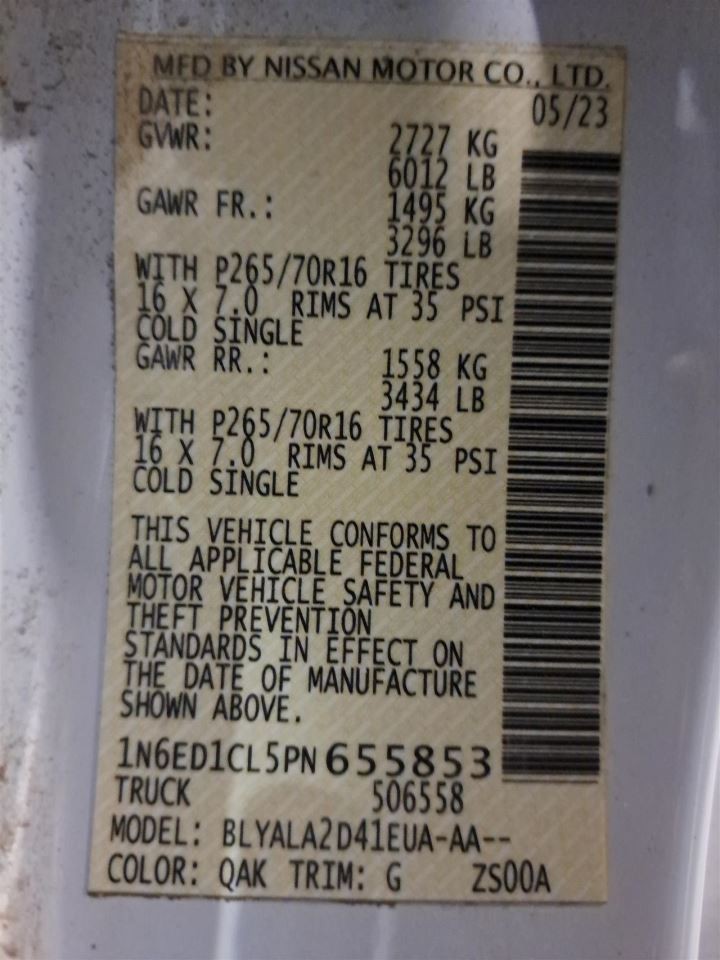 MFD BY NISSAN MOTOR CO., LTD.
DATE: 05/23
GVWR: 2727 KG
6012 LB
GAWR FR.: 1495 KG
3296 LB
WITH P265/70R16 TIRES
16 X 7.0 RIMS AT 35 PSI
COLD SINGLE
GAWR RR.: 1558 KG
3434 LB
WITH P265/70R16 TIRES
16 X 7.0 RIMS AT 35 PSI
COLD SINGLE
THIS VEHICLE CONFORMS TO
ALL APPLICABLE FEDERAL
MOTOR VEHICLE SAFETY AND
THEFT PREVENTION
STANDARDS IN EFFECT ON
THE DATE OF MANUFACTURE
SHOWN ABOVE.
1N6ED1CL5PN655853
TRUCK 506558
MODEL: BLYALA2D41EUA-AA--
COLOR: QAK TRIM: G ZS00A